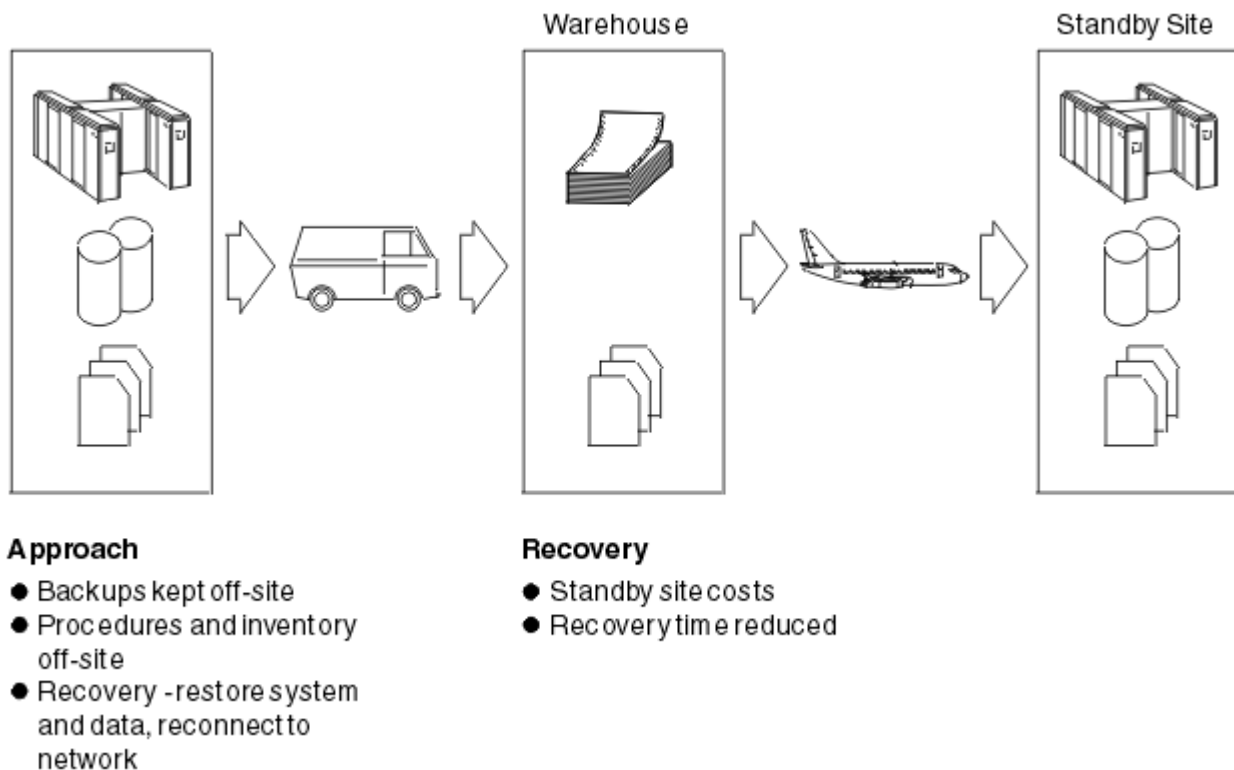 Warehouse
Standby Site
Approach
● Backups kept off-site
● Procedures and inventory
off-site
● Recovery - restore system
and data, reconnect to
network
Recovery
● Standby site costs
● Recovery time reduced